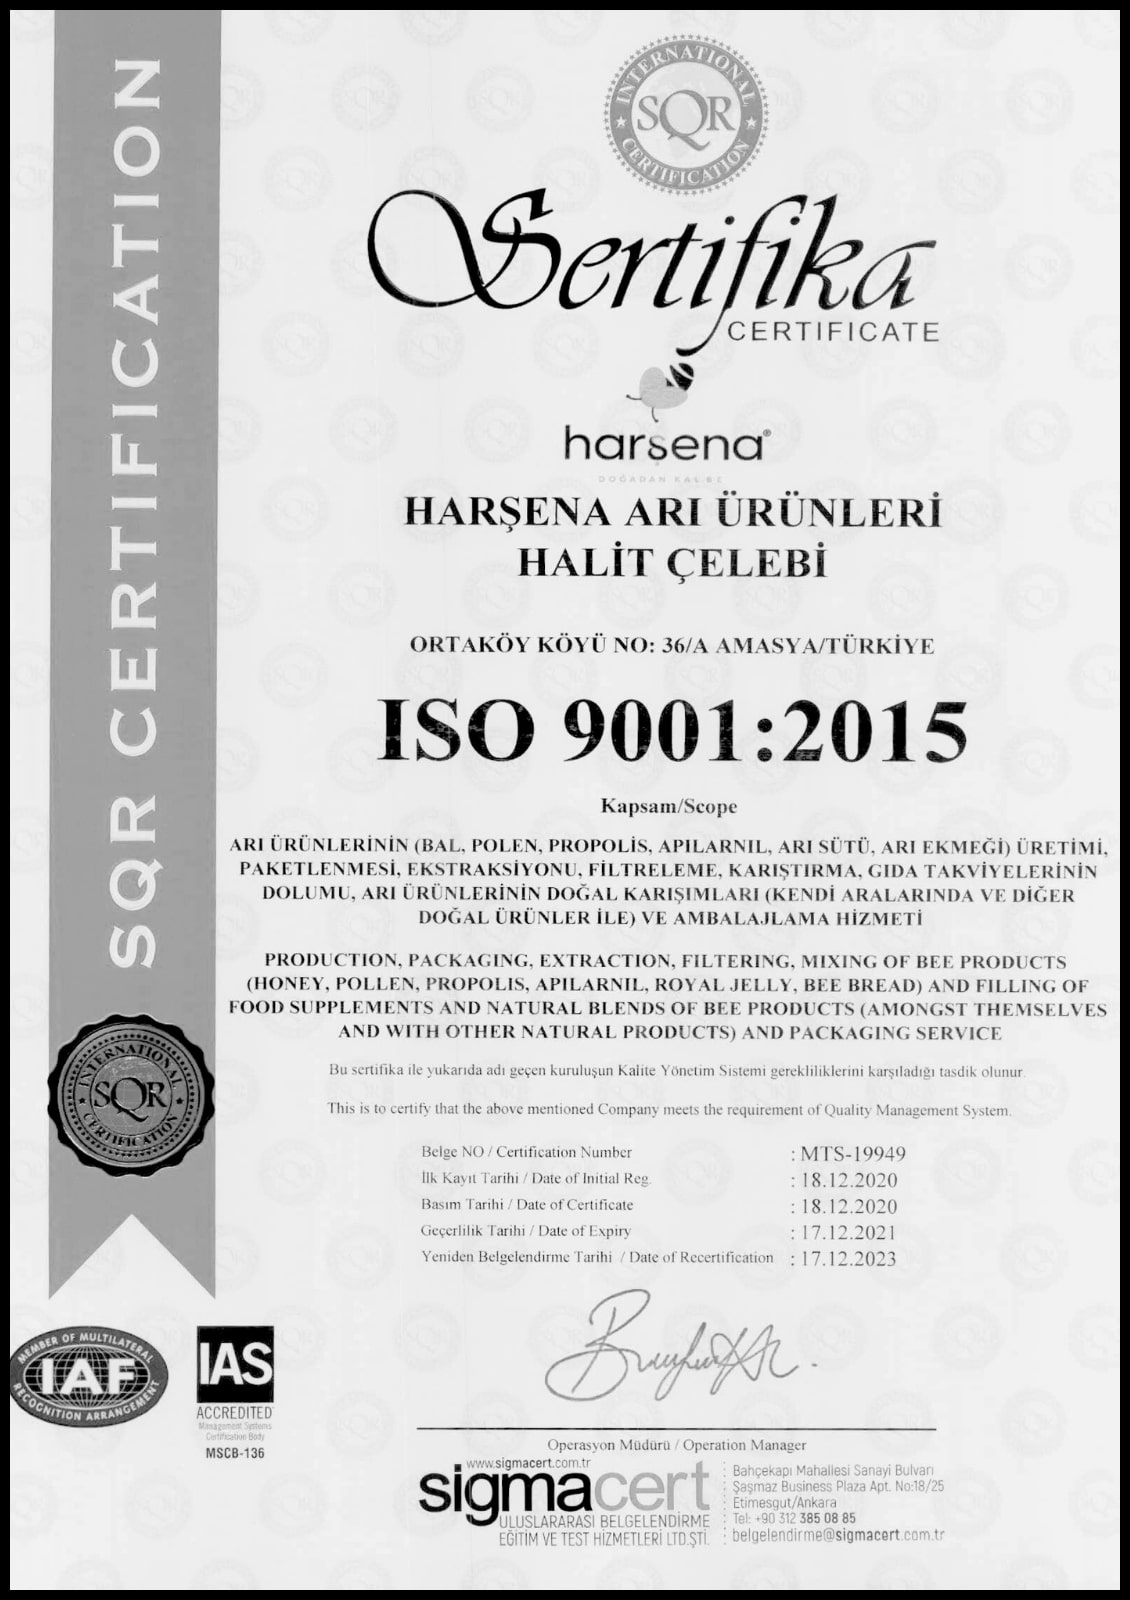 SQR CERTIFICATION
INTERNATIONAL
SQR
CERTIFICATION
Sertifika
CERTIFICATE
harşena®
DOĞADAN KALBE
HARŞENA ARI ÜRÜNLERİ
HALİT ÇELEBİ
ORTAKÖY KÖYÜ NO: 36/A AMASYA/TÜRKİYE
ISO 9001:2015
Kapsam/Scope
ARI ÜRÜNLERİNİN (BAL, POLEN, PROPOLİS, APILARNIL, ARI SÜTÜ, ARI EKMEĞİ) ÜRETİMİ,
PAKETLENMESİ, EKSTRAKSİYONU, FİLTRELEME, KARIŞTIRMA, GIDA TAKVİYELERİNİN
DOLUMU, ARI ÜRÜNLERİNİN DOĞAL KARIŞIMLARI (KENDİ ARALARINDA VE DİĞER
DOĞAL ÜRÜNLER İLE) VE AMBALAJLAMA HİZMETİ
PRODUCTION, PACKAGING, EXTRACTION, FILTERING, MIXING OF BEE PRODUCTS
(HONEY, POLLEN, PROPOLIS, APILARNIL, ROYAL JELLY, BEE BREAD) AND FILLING OF
FOOD SUPPLEMENTS AND NATURAL BLENDS OF BEE PRODUCTS (AMONGST THEMSELVES
AND WITH OTHER NATURAL PRODUCTS) AND PACKAGING SERVICE
Bu sertifika ile yukarıda adı geçen kuruluşun Kalite Yönetim Sistemi gerekliliklerini karşıladığı tasdik olunur.
This is to certify that the above mentioned Company meets the requirement of Quality Management System.
INTERNATIONAL
SQR
CERTIFICATION
Belge NO / Certification Number : MTS-19949
İlk Kayıt Tarihi / Date of Initial Reg. : 18.12.2020
Basım Tarihi / Date of Certificate : 18.12.2020
Geçerlilik Tarihi / Date of Expiry : 17.12.2021
Yeniden Belgelendirme Tarihi / Date of Recertification : 17.12.2023
MEMBER OF MULTILATERAL
IAF
RECOGNITION ARRANGEMENT
IAS
ACCREDITED
Management Systems
Certification Body
MSCB-136
Operasyon Müdürü / Operation Manager
www.sigmacert.com.tr
sigmacert
ULUSLARARASI BELGELENDİRME
EĞİTİM VE TEST HİZMETLERİ LTD.ŞTİ.
Bahçekapı Mahallesi Sanayi Bulvarı
Şaşmaz Business Plaza Apt. No:18/25
Etimesgut/Ankara
Tel: +90 312 385 08 85
belgelendirme@sigmacert.com.tr